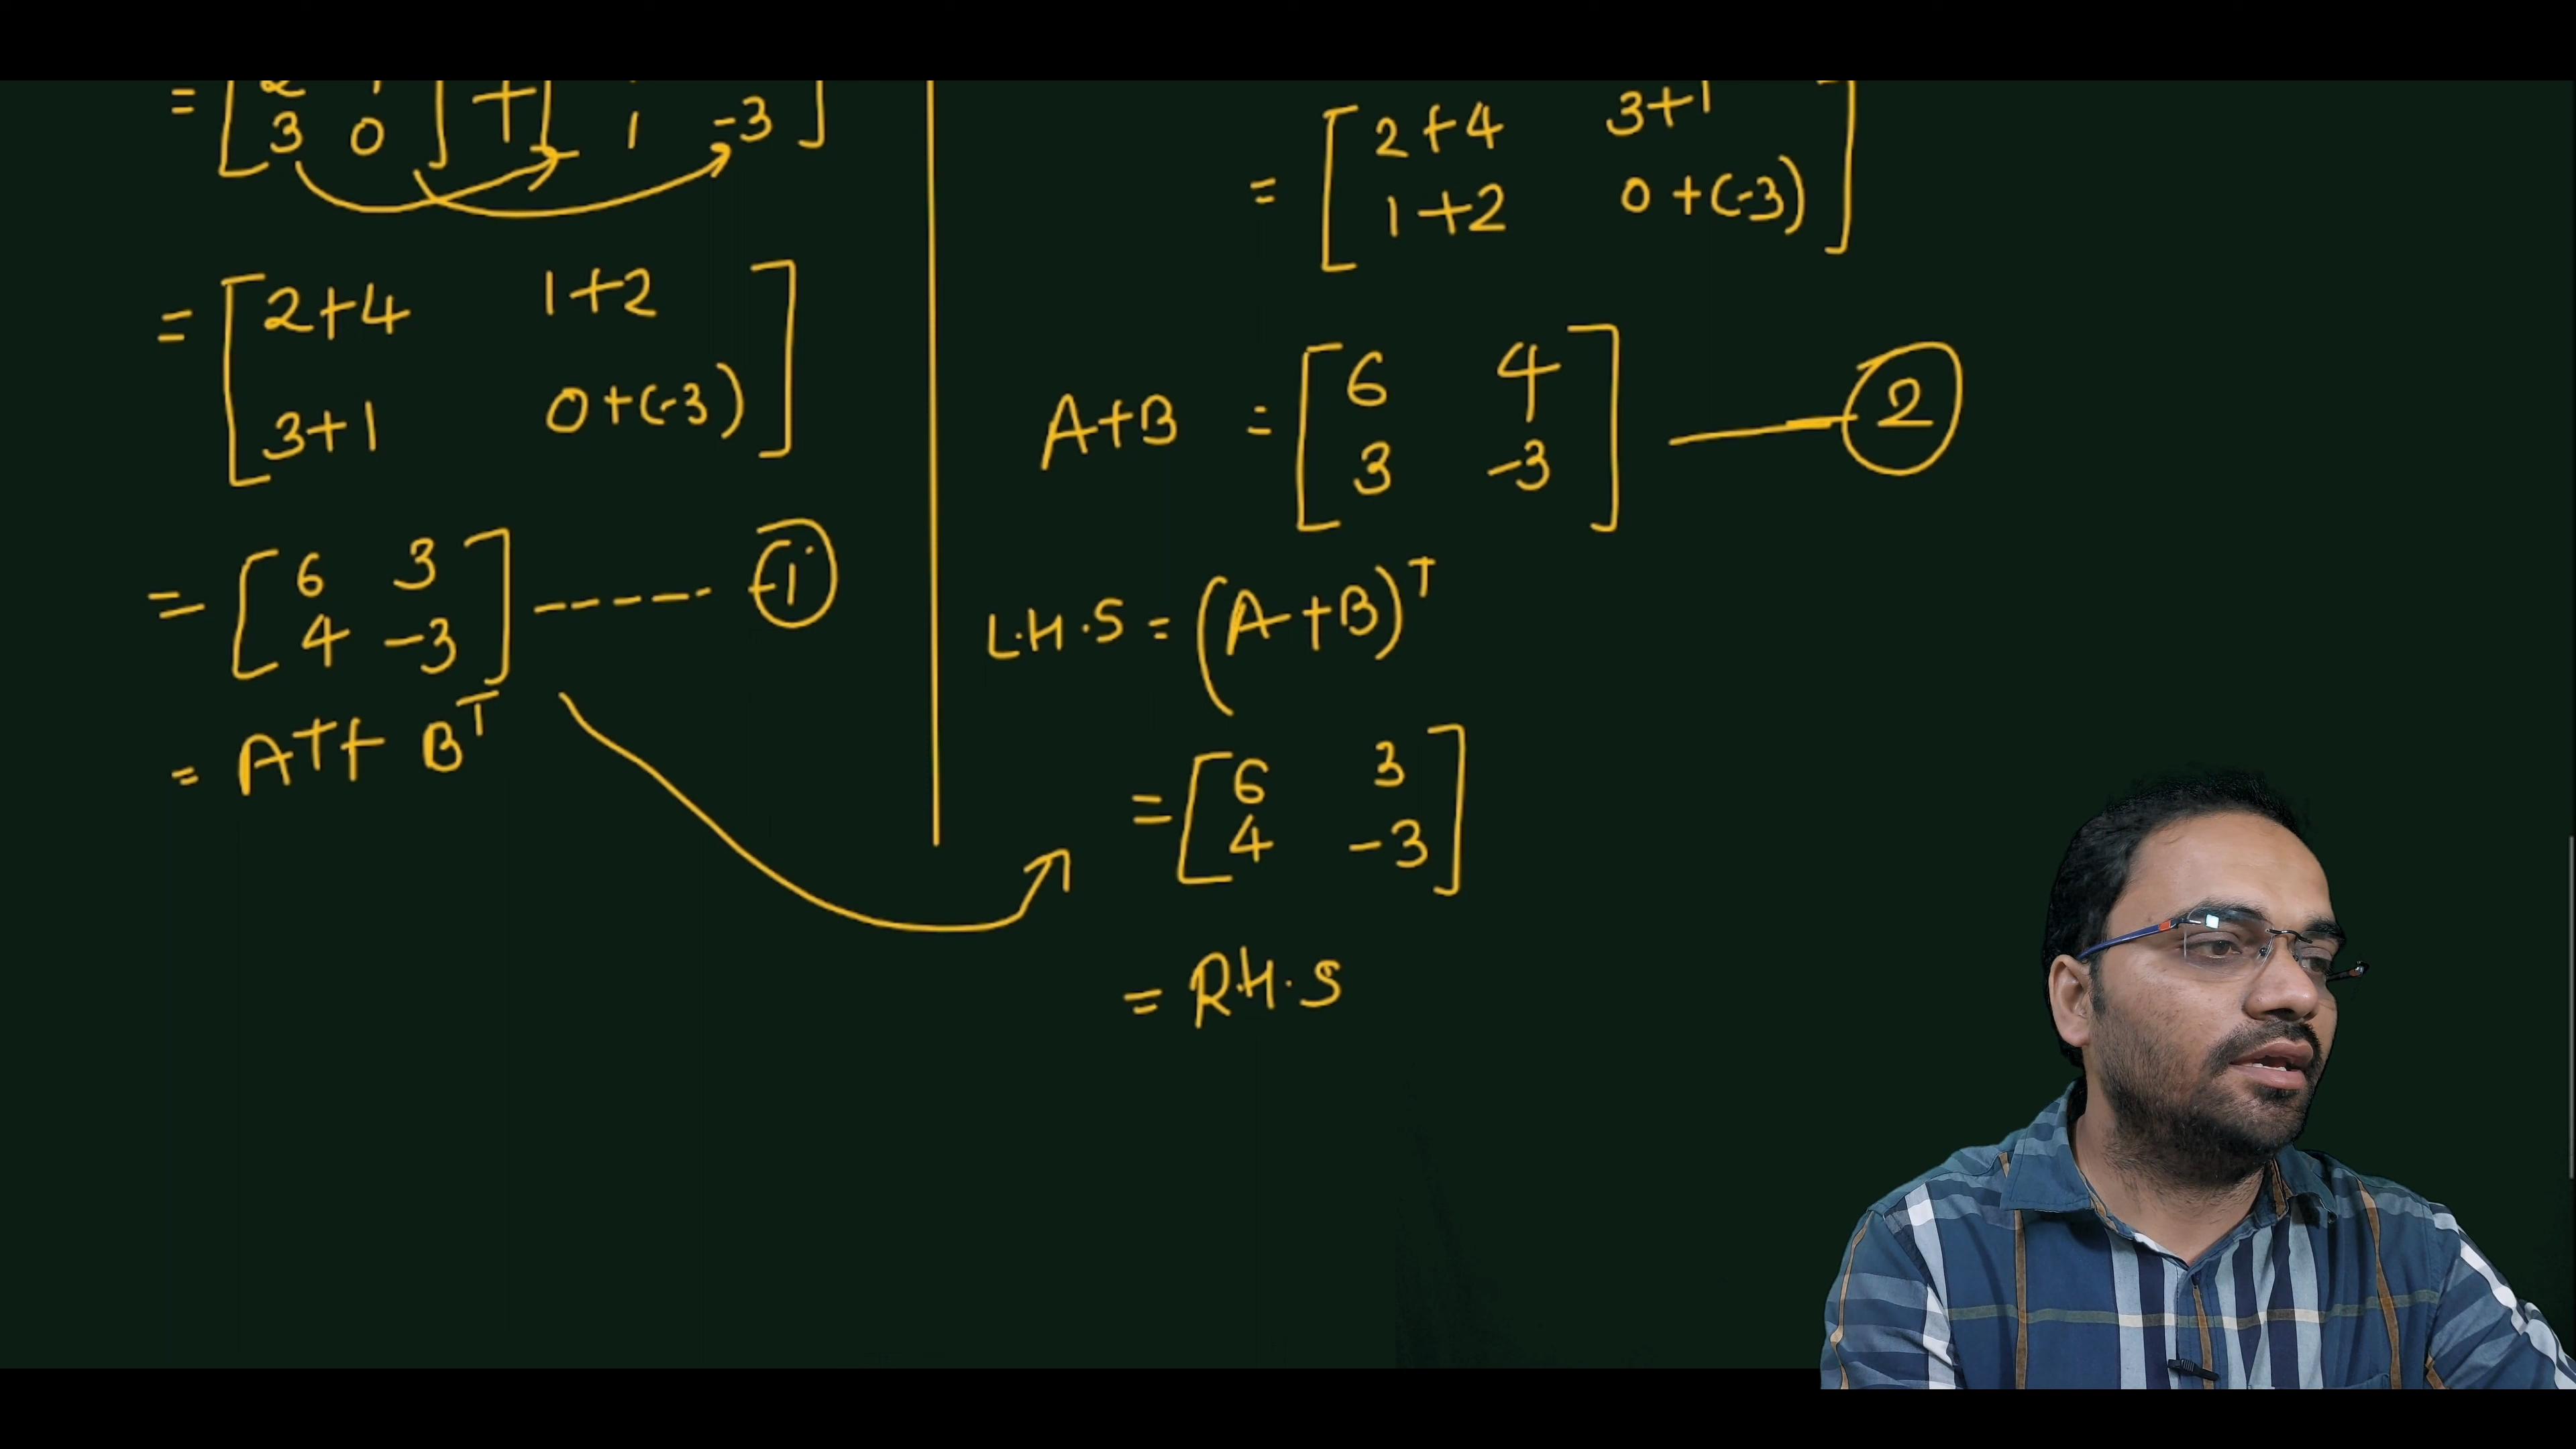 = [ 3 0 ] + [ 1 -3 ]
= [ 2+4 1+2
3+1 0+(-3) ]
= [ 6 3
4 -3 ] ------ 1
= AT+ B^T
= [ 2+4 3+1
1+2 0+(-3) ]
A+B = [ 6 4
3 -3 ] — 2
L.H.S = (A+B)^T
= [ 6 3
4 -3 ]
= R.H.S